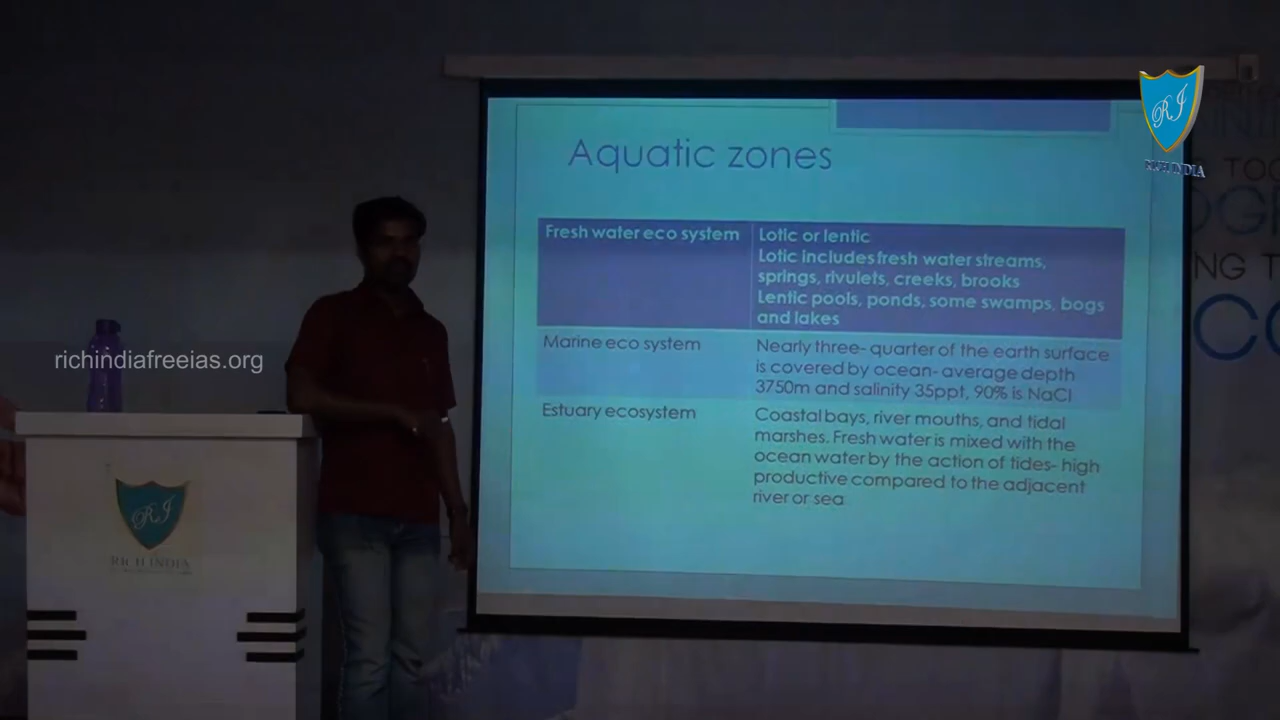 Aquatic zones
Fresh water eco system
Lotic or lentic
Lotic includes fresh water streams,
springs, rivulets, creeks, brooks
Lentic pools, ponds, some swamps, bogs
and lakes
Marine eco system
Nearly three- quarter of the earth surface
is covered by ocean- average depth
3750m and salinity 35ppt, 90% is NaCl
Estuary ecosystem
Coastal bays, river mouths, and tidal
marshes. Fresh water is mixed with the
ocean water by the action of tides- high
productive compared to the adjacent
river or sea
RJ
RICH INDIA
richindiafreeias.org
RJ
RICH INDIA